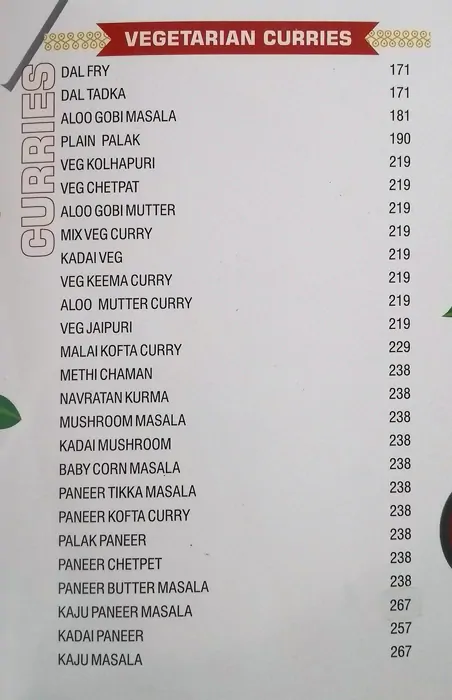 VEGETARIAN CURRIES
CURRIES
DAL FRY 171
DAL TADKA 171
ALOO GOBI MASALA 181
PLAIN PALAK 190
VEG KOLHAPURI 219
VEG CHETPAT 219
ALOO GOBI MUTTER 219
MIX VEG CURRY 219
KADAI VEG 219
VEG KEEMA CURRY 219
ALOO MUTTER CURRY 219
VEG JAIPURI 219
MALAI KOFTA CURRY 229
METHI CHAMAN 238
NAVRATAN KURMA 238
MUSHROOM MASALA 238
KADAI MUSHROOM 238
BABY CORN MASALA 238
PANEER TIKKA MASALA 238
PANEER KOFTA CURRY 238
PALAK PANEER 238
PANEER CHETPET 238
PANEER BUTTER MASALA 238
KAJU PANEER MASALA 267
KADAI PANEER 257
KAJU MASALA 267